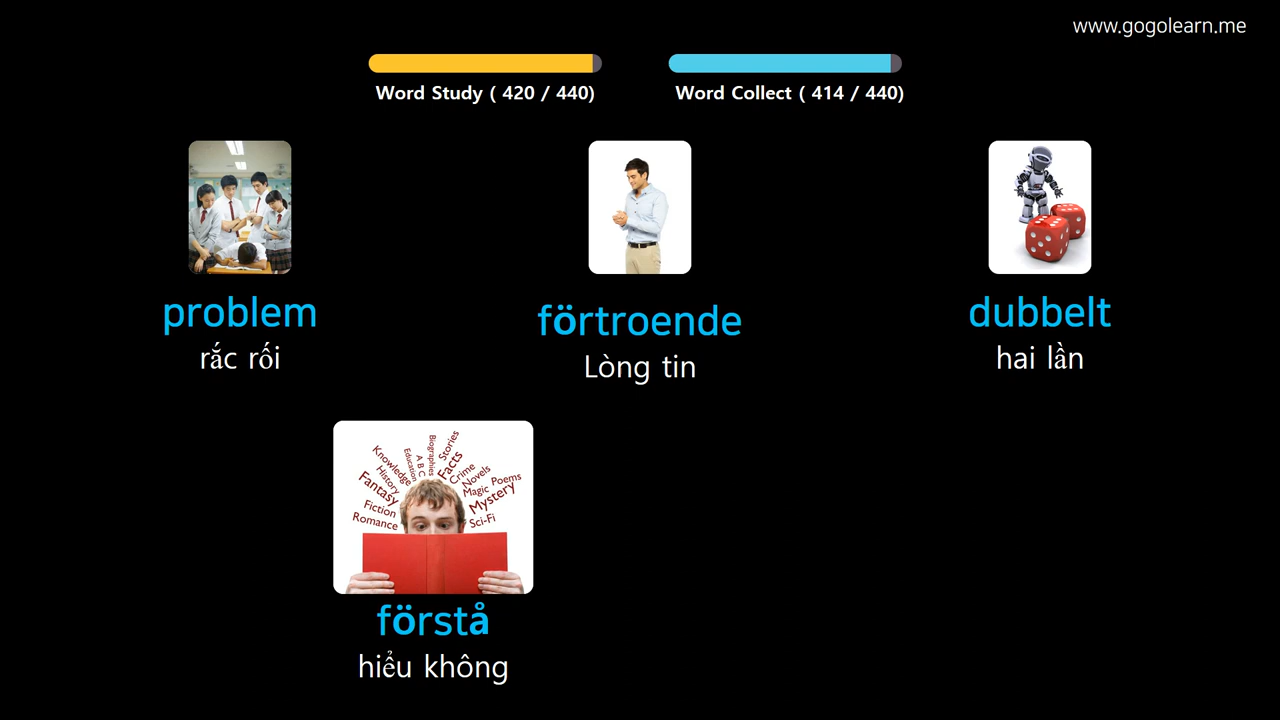 www.gogolearn.me
Word Study ( 420 / 440)
Word Collect ( 414 / 440)
problem
rắc rối
förtroende
Lòng tin
dubbelt
hai lần
Knowledge
History
Fantasy
Fiction
Romance
Education
A B C
Biographies
Stories
Facts
Crime
Novels
Magic
Poems
Mystery
Sci-Fi
förstå
hiểu không